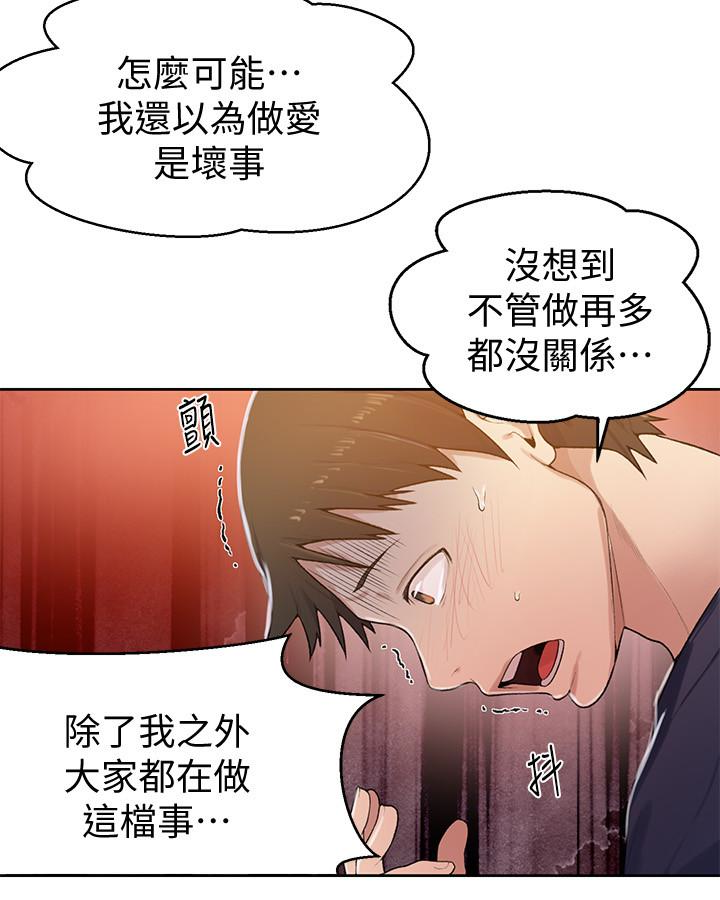 怎麼可能⋯
我還以為做愛
是壞事
沒想到
不管做再多
都沒關係⋯
顫
除了我之外
大家都在做
這檔事⋯
抖